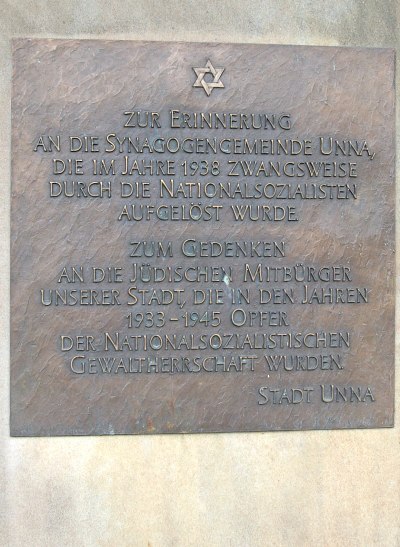 ZUR ERINNERUNG
AN DIE SYNAGOGENGEMEINDE UNNA,
DIE IM JAHRE 1938 ZWANGSWEISE
DURCH DIE NATIONALSOZIALISTEN
AUFGELÖST WURDE.
ZUM GEDENKEN
AN DIE JÜDISCHEN MITBÜRGER
UNSERER STADT, DIE IN DEN JAHREN
1933-1945 OPFER
DER NATIONALSOZIALISTISCHEN
GEWALTHERRSCHAFT WURDEN.
STADT UNNA